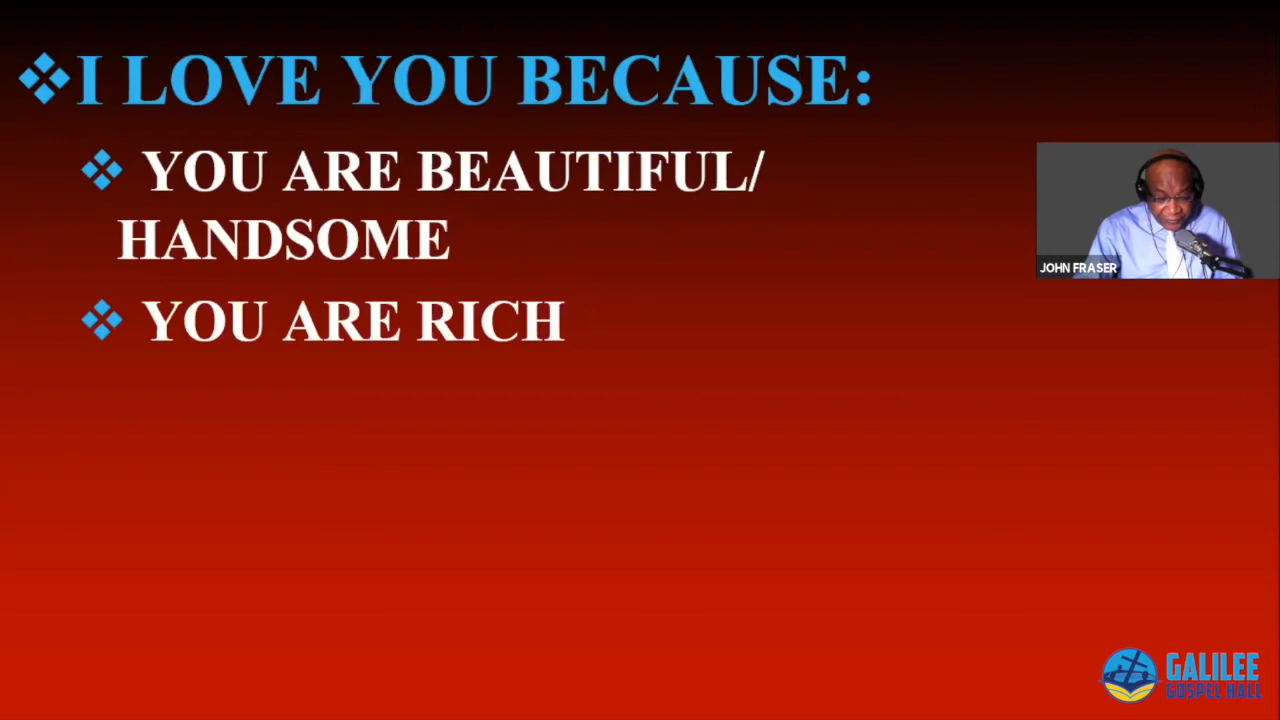 I LOVE YOU BECAUSE:
YOU ARE BEAUTIFUL/
HANDSOME
YOU ARE RICH
JOHN FRASER
GALILEE
GOSPEL HALL